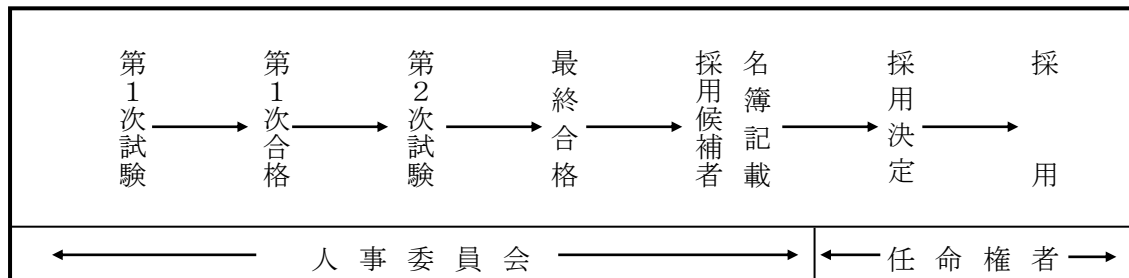 第1次試験
第1次合格
第2次試験
最終合格
採用候補者
名簿記載
採用決定
採用
人事委員会
任命権者